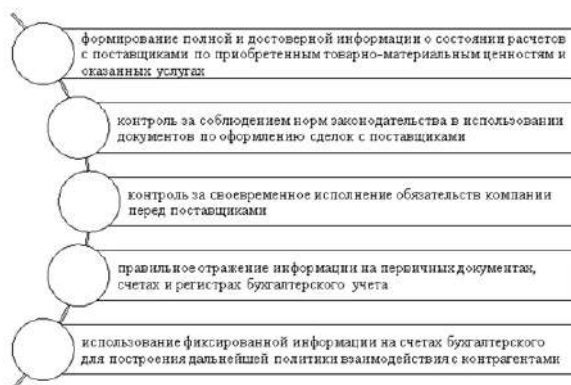 формирование полной и достоверной информации о состоянии расчетов
с поставщиками по приобретенным товарно-материальным ценностям и
оказанных услугах
контроль за соблюдением норм законодательства в использовании
документов по оформлению сделок с поставщиками
контроль за своевременное исполнение обязательств компании
перед поставщиками
правильное отражение информации на первичных документах,
счетах и регистрах бухгалтерского учета
использование фиксированной информации на счетах бухгалтерского
для построения дальнейшей политики взаимодействия с контрагентами